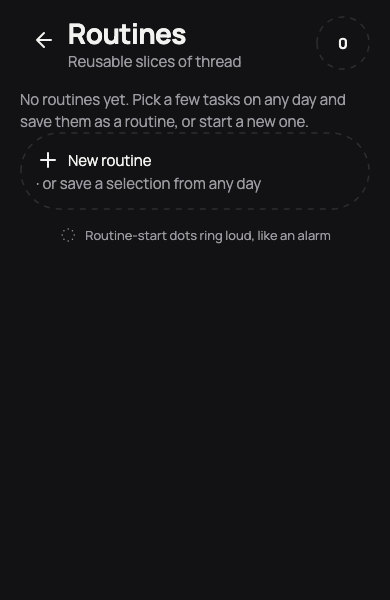 Routines
0
Reusable slices of thread
No routines yet. Pick a few tasks on any day and
save them as a routine, or start a new one.
New routine
· or save a selection from any day
Routine-start dots ring loud, like an alarm